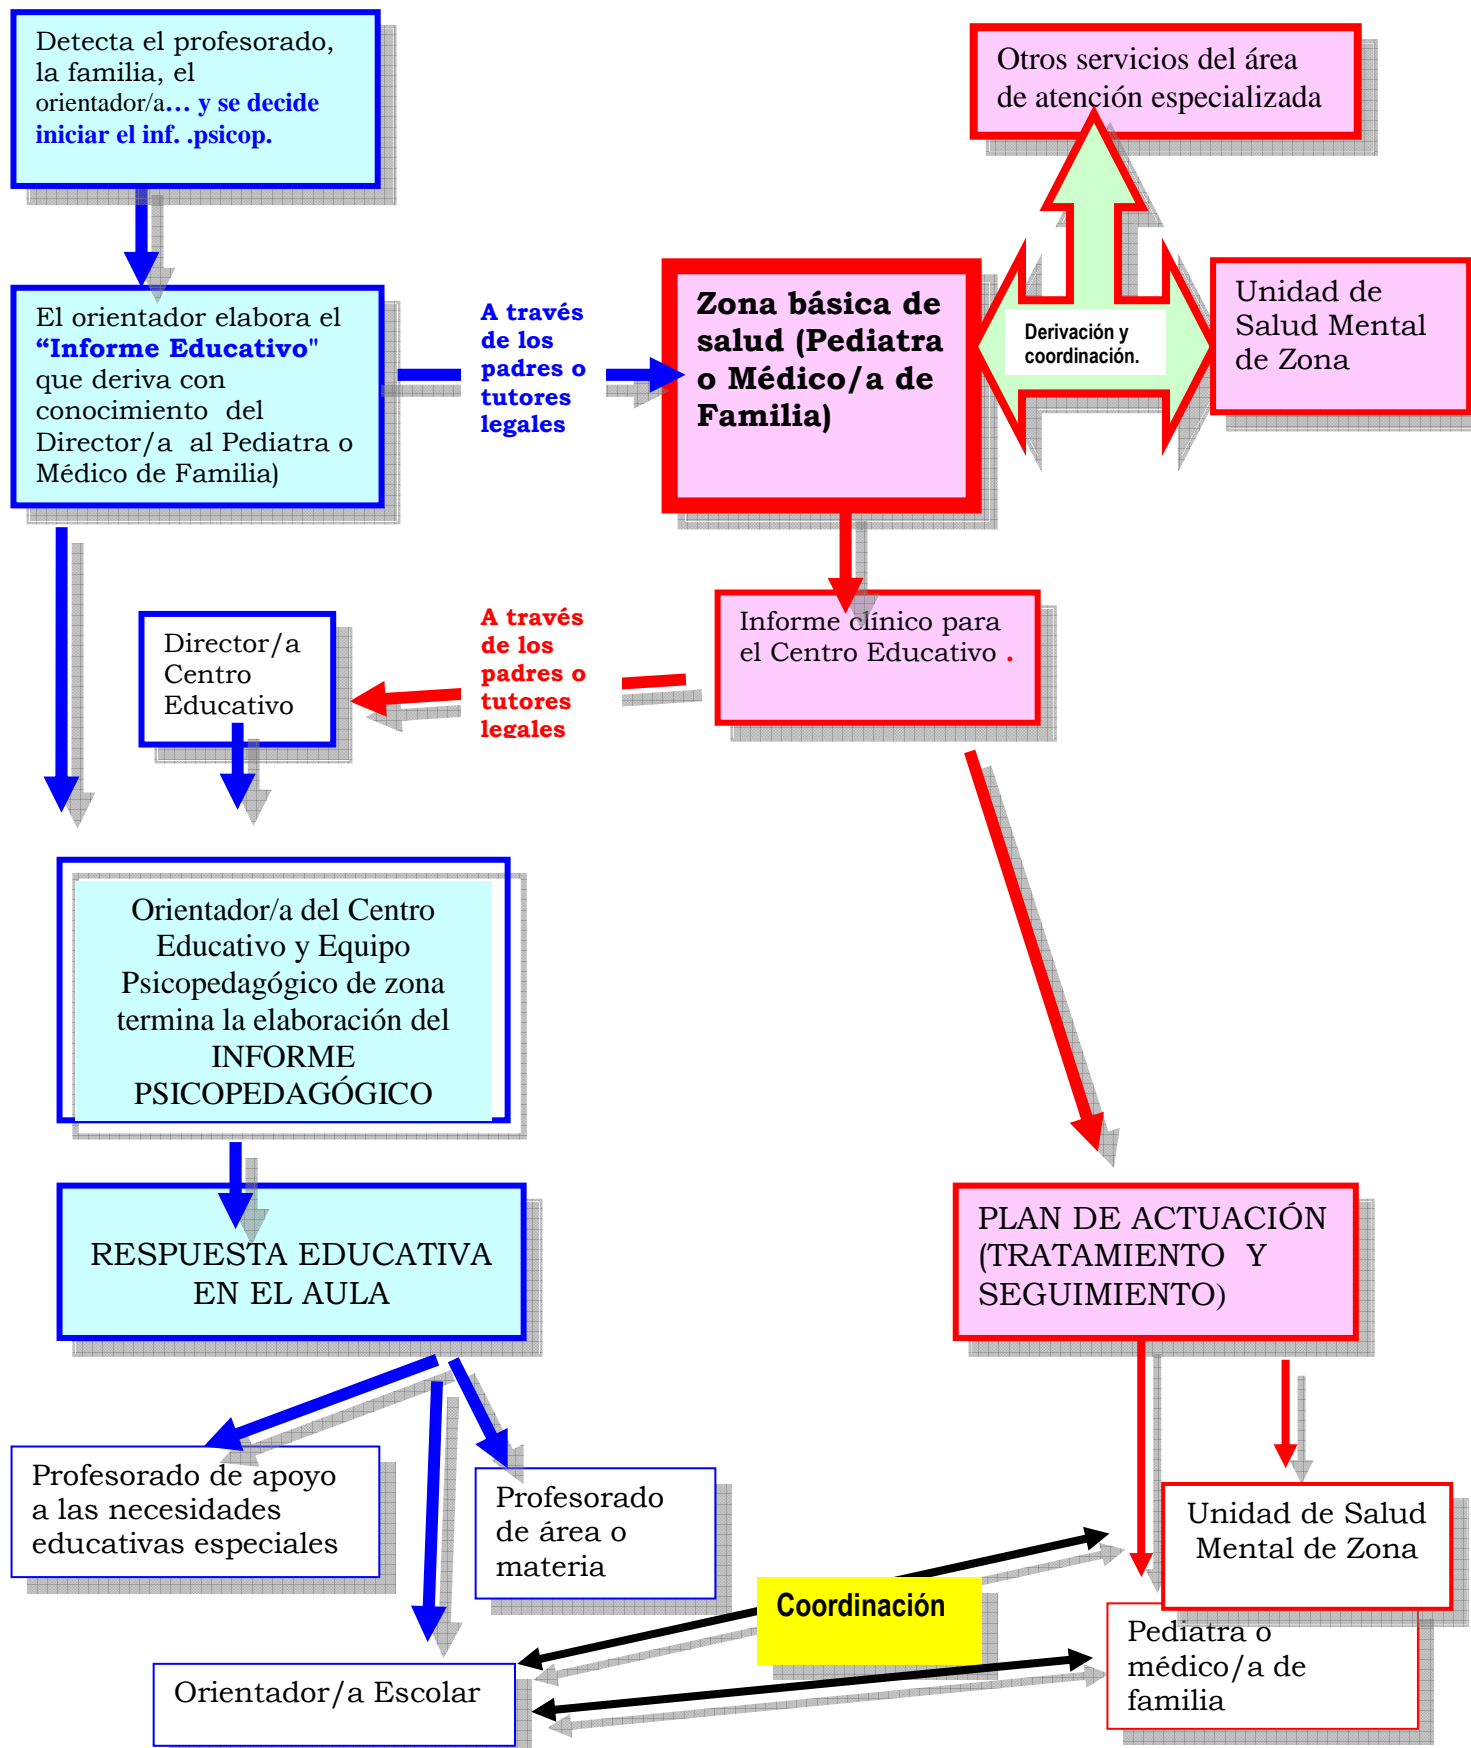 Detecta el profesorado,
la familia, el
orientador/a… y se decide
iniciar el inf. .psicop.
Otros servicios del área
de atención especializada
El orientador elabora el
“Informe Educativo"
que deriva con
conocimiento del
Director/a al Pediatra o
Médico de Familia)
A través
de los
padres o
tutores
legales
Zona básica de
salud (Pediatra
o Médico/a de
Familia)
Derivación y
coordinación.
Unidad de
Salud Mental
de Zona
Director/a
Centro
Educativo
A través
de los
padres o
tutores
legales
Informe clínico para
el Centro Educativo .
Orientador/a del Centro
Educativo y Equipo
Psicopedagógico de zona
termina la elaboración del
INFORME
PSICOPEDAGÓGICO
RESPUESTA EDUCATIVA
EN EL AULA
PLAN DE ACTUACIÓN
(TRATAMIENTO Y
SEGUIMIENTO)
Profesorado de apoyo
a las necesidades
educativas especiales
Profesorado
de área o
materia
Unidad de Salud
Mental de Zona
Coordinación
Pediatra o
médico/a de
familia
Orientador/a Escolar